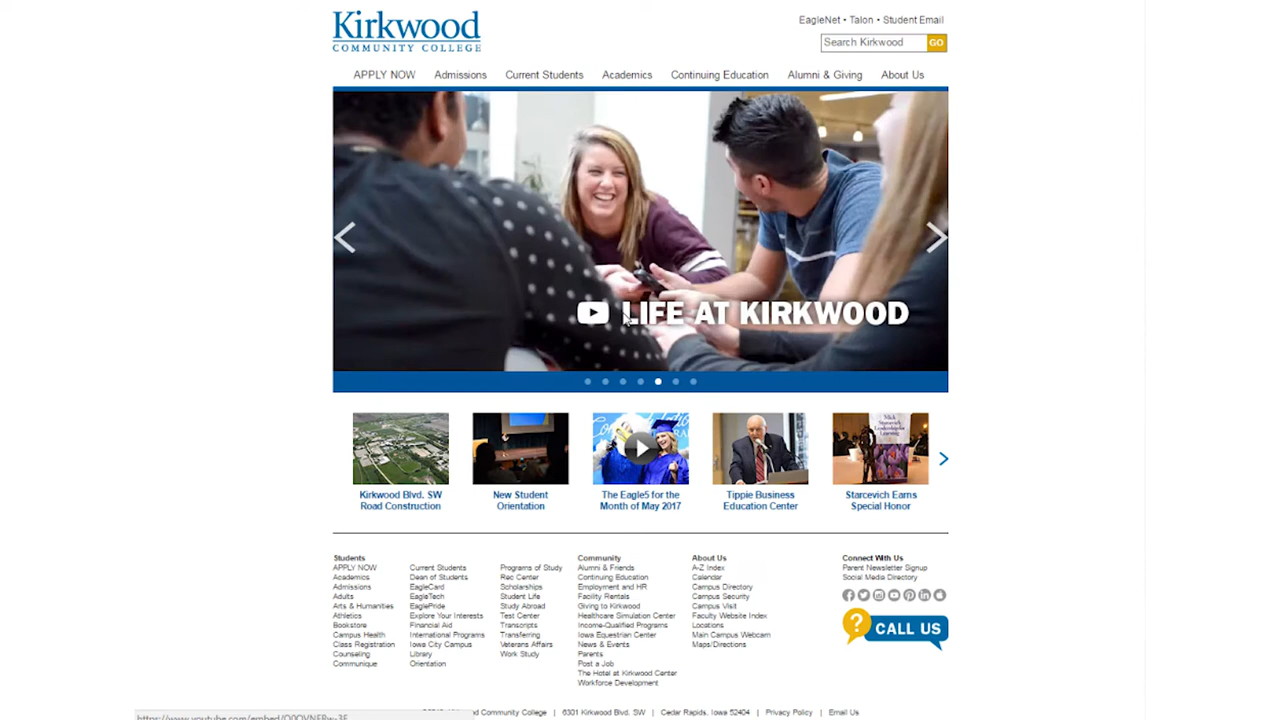 Kirkwood
COMMUNITY COLLEGE
EagleNet • Talon • Student Email
Search Kirkwood GO
APPLY NOW Admissions Current Students Academics Continuing Education Alumni & Giving About Us
LIFE AT KIRKWOOD
Kirkwood Blvd. SW
Road Construction
New Student
Orientation
The Eagle5 for the
Month of May 2017
Tippie Business
Education Center
Starcevich Earns
Special Honor
Students
APPLY NOW
Academics
Admissions
Adults
Arts & Humanities
Athletics
Bookstore
Campus Health
Class Registration
Counseling
Communique
Current Students
Dean of Students
EagleCard
EagleTech
EaglePride
Explore Your Interests
Financial Aid
International Programs
Iowa City Campus
Library
Orientation
Programs of Study
Rec Center
Scholarships
Student Life
Study Abroad
Test Center
Transcripts
Transferring
Veterans Affairs
Work Study
Community
Alumni & Friends
Continuing Education
Employment and HR
Facility Rentals
Giving to Kirkwood
Healthcare Simulation Center
Income-Qualified Programs
Iowa Equestrian Center
News & Events
Parents
Post a Job
The Hotel at Kirkwood Center
Workforce Development
About Us
A-Z Index
Calendar
Campus Directory
Campus Security
Campus Visit
Faculty Website Index
Locations
Main Campus Webcam
Maps/Directions
Connect With Us
Parent Newsletter Signup
Social Media Directory
? CALL US
Community College | 6301 Kirkwood Blvd. SW | Cedar Rapids, Iowa 52404 | Privacy Policy | Email Us